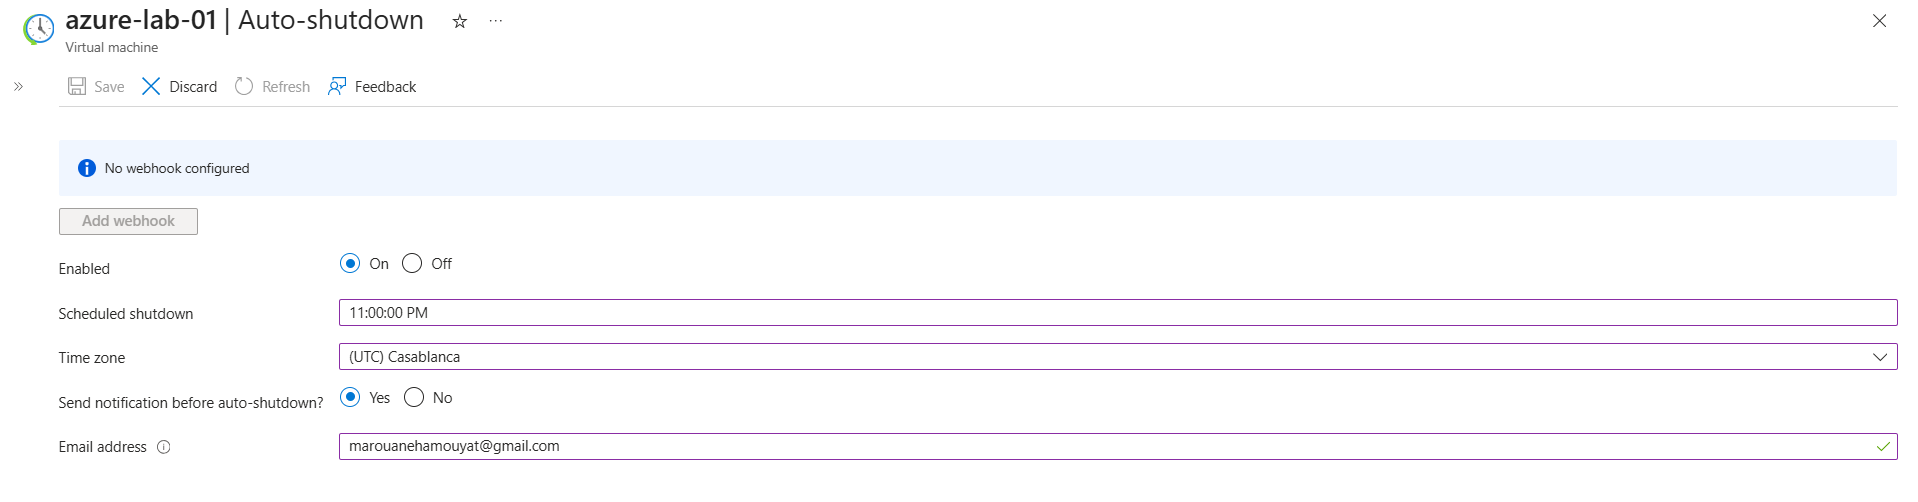 azure-lab-01 | Auto-shutdown ☆ ...
Virtual machine
Save Discard Refresh Feedback
No webhook configured
Add webhook
Enabled On Off
Scheduled shutdown 11:00:00 PM
Time zone (UTC) Casablanca
Send notification before auto-shutdown? Yes No
Email address marouanehamouyat@gmail.com